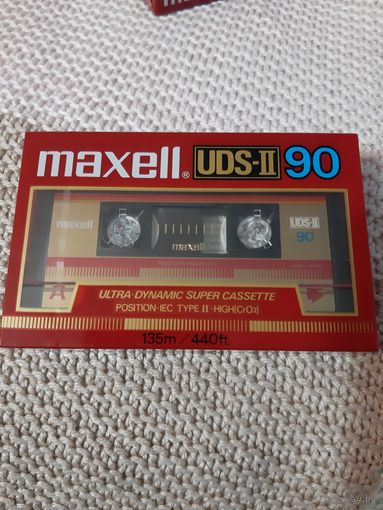 maxell® UDS-II 90
maxell UDS-II
90
maxell
A
ULTRA·DYNAMIC SUPER CASSETTE
POSITION·IEC TYPE II·HIGH[CrO2]
135m/440ft.